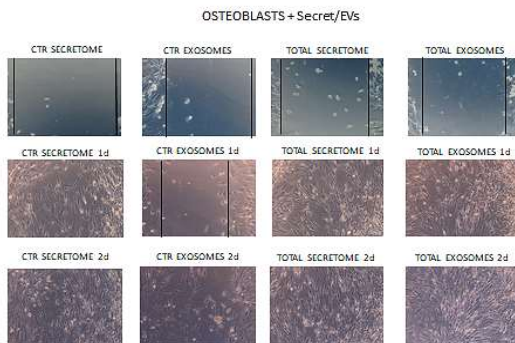 OSTEOBLASTS + Secret/EVs
CTR SECRETOME
CTR EXOSOMES
TOTAL SECRETOME
TOTAL EXOSOMES
CTR SECRETOME 1d
CTR EXOSOMES 1d
TOTAL SECRETOME 1d
TOTAL EXOSOMES 1d
CTR SECRETOME 2d
CTR EXOSOMES 2d
TOTAL SECRETOME 2d
TOTAL EXOSOMES 2d